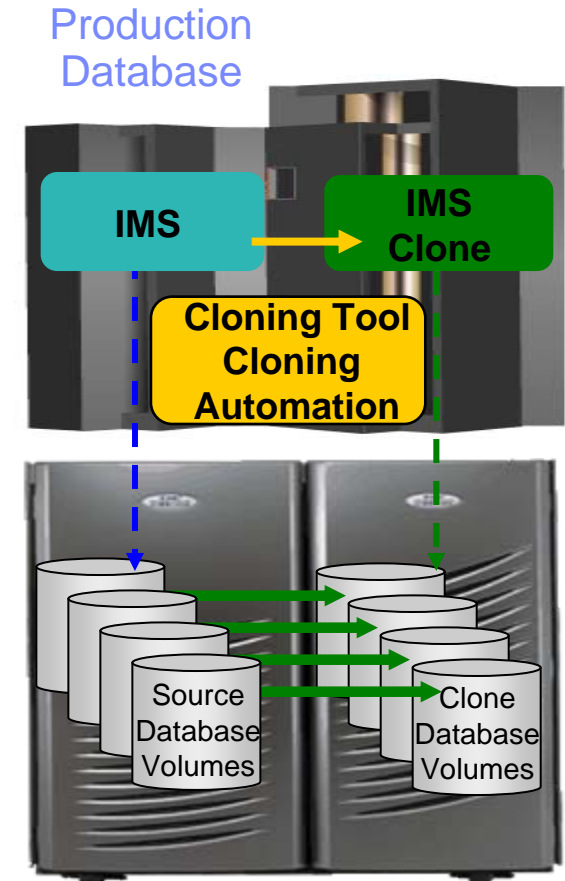 Production
Database
IMS
IMS
Clone
Cloning Tool
Cloning
Automation
Source
Database
Volumes
Clone
Database
Volumes